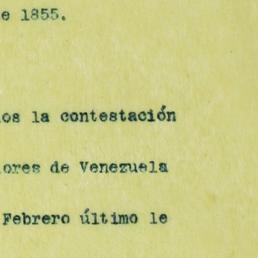 e 1855.
os la contestación
ores de Venezuela
Febrero último le